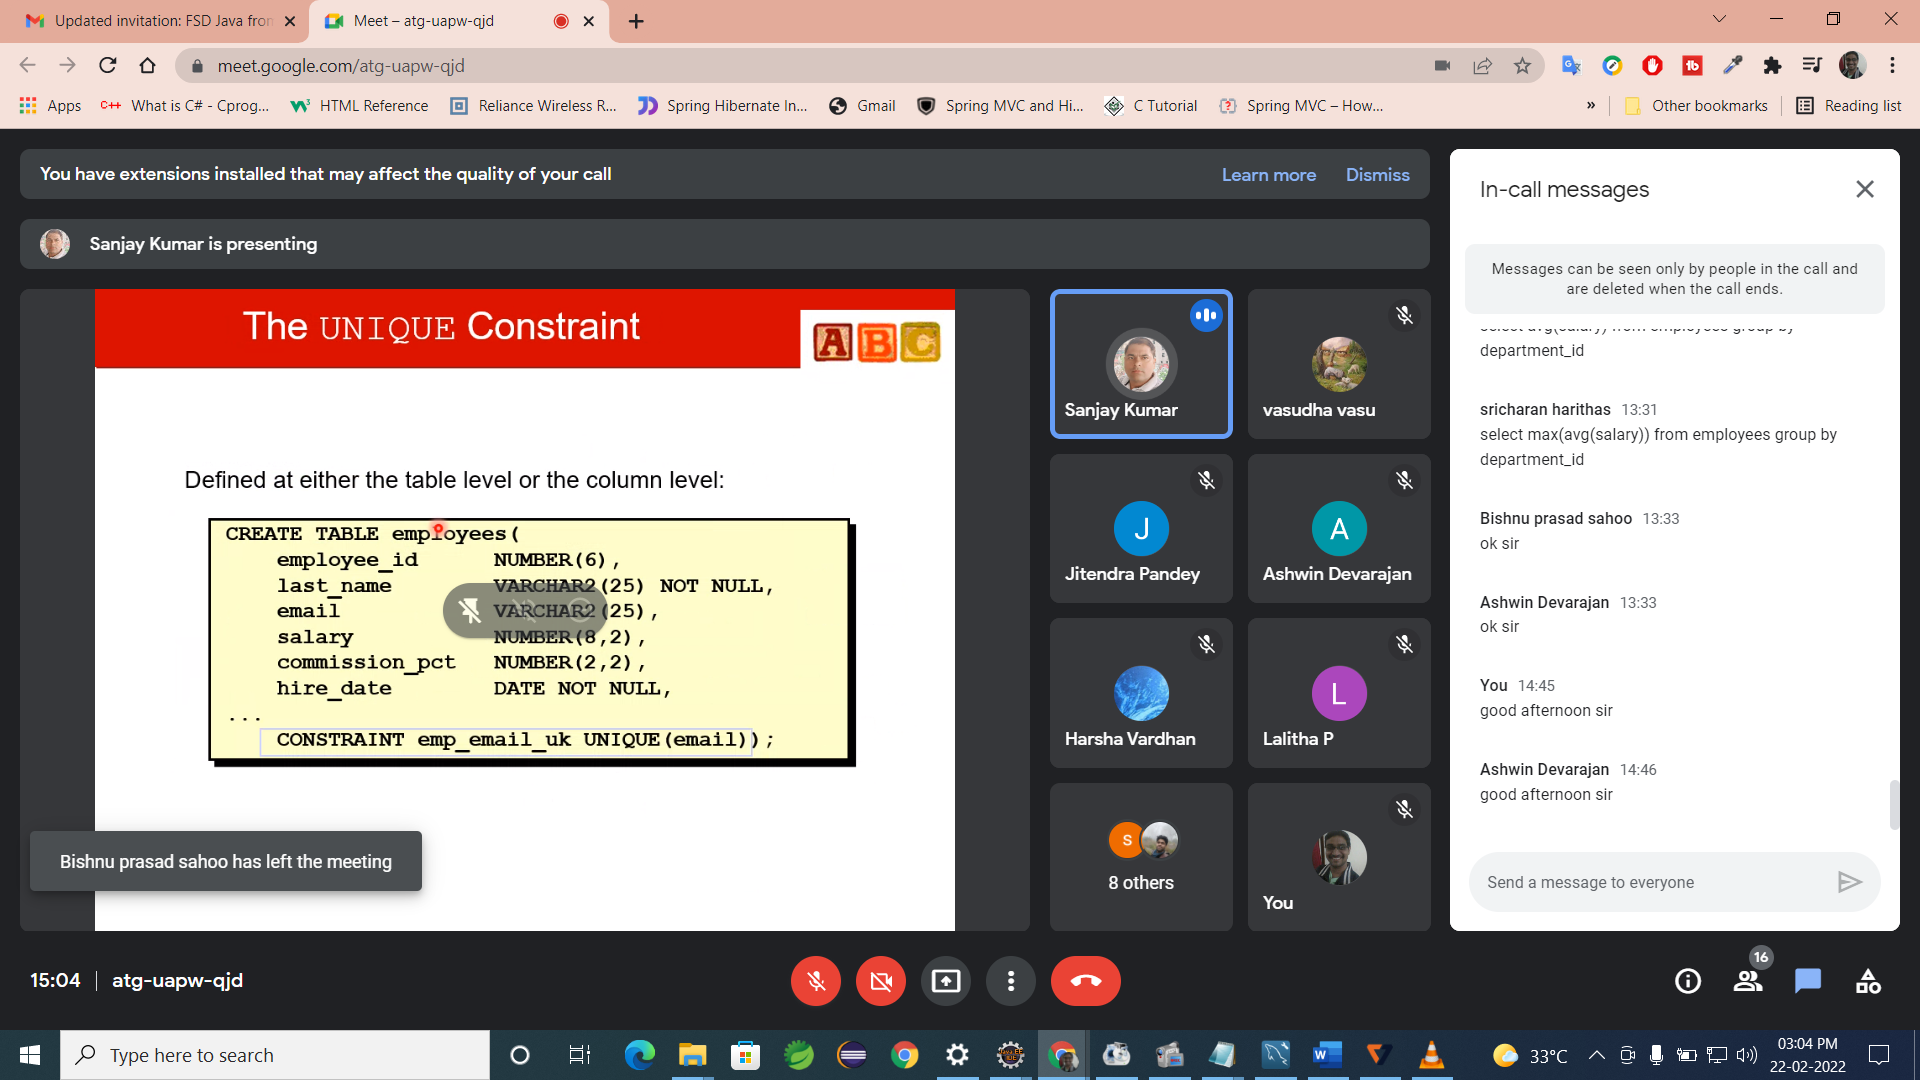 Updated invitation: FSD Java fron
Meet – atg-uapw-qjd
meet.google.com/atg-uapw-qjd
Apps
C++ What is C# - Cprog...
HTML Reference
Reliance Wireless R...
Spring Hibernate In...
Gmail
Spring MVC and Hi...
C Tutorial
Spring MVC – How...
»
Other bookmarks
Reading list
You have extensions installed that may affect the quality of your call
Learn more
Dismiss
Sanjay Kumar is presenting
The UNIQUE Constraint
A B C
Defined at either the table level or the column level:
CREATE TABLE employees(
employee_id NUMBER(6),
last_name VARCHAR2(25) NOT NULL,
email VARCHAR2(25),
salary NUMBER(8,2),
commission_pct NUMBER(2,2),
hire_date DATE NOT NULL,
...
CONSTRAINT emp_email_uk UNIQUE(email));
Bishnu prasad sahoo has left the meeting
Sanjay Kumar
vasudha vasu
J
Jitendra Pandey
A
Ashwin Devarajan
Harsha Vardhan
L
Lalitha P
S
8 others
You
In-call messages
Messages can be seen only by people in the call and
are deleted when the call ends.
select avg(salary) from employees group by
department_id
sricharan harithas 13:31
select max(avg(salary)) from employees group by
department_id
Bishnu prasad sahoo 13:33
ok sir
Ashwin Devarajan 13:33
ok sir
You 14:45
good afternoon sir
Ashwin Devarajan 14:46
good afternoon sir
Send a message to everyone
15:04 | atg-uapw-qjd
16
Type here to search
33°C
03:04 PM
22-02-2022